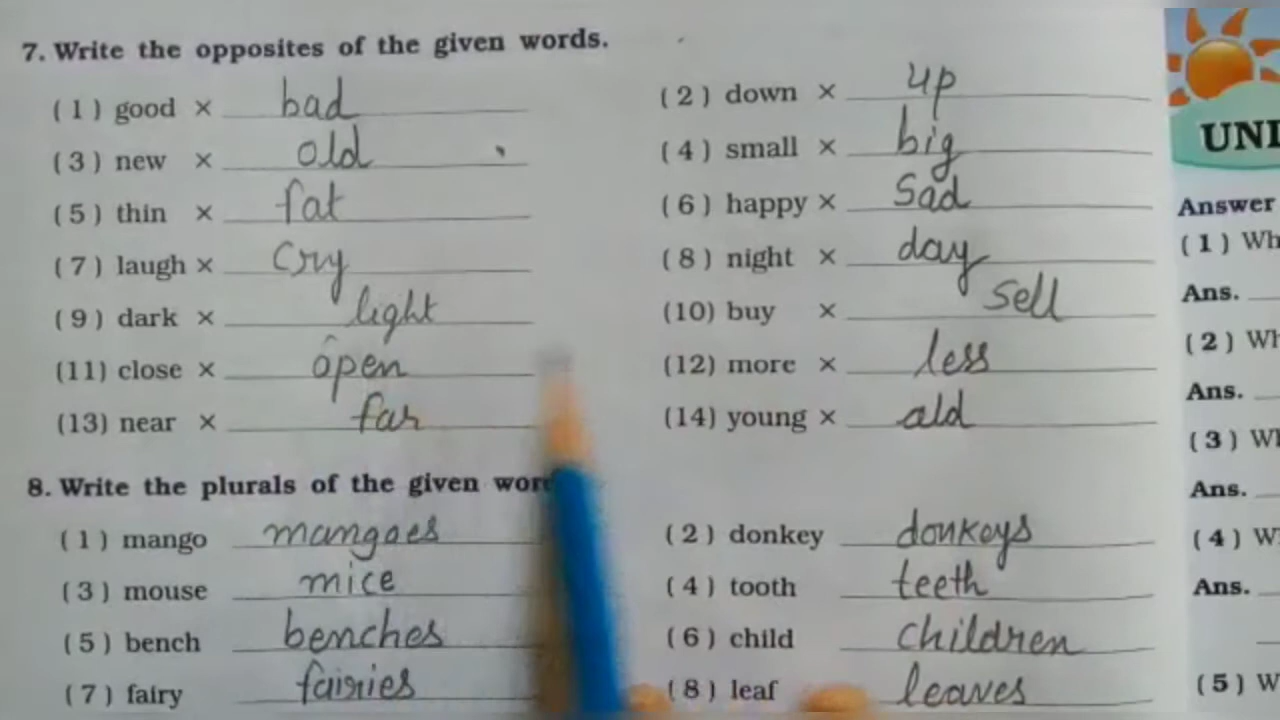 7. Write the opposites of the given words.
(1) good × bad
(2) down × up
(3) new × old
(4) small × big
(5) thin × fat
(6) happy × Sad
(7) laugh × Cry
(8) night × day
(9) dark × light
(10) buy × Sell
(11) close × open
(12) more × less
(13) near × far
(14) young × old
8. Write the plurals of the given
(1) mango mangoes
(2) donkey donkeys
(3) mouse mice
(4) tooth teeth
(5) bench benches
(6) child children
(7) fairy fairies
(8) leaf leaves
UNI
Answer
(1) Wh
Ans.
(2) Wh
Ans.
(3) Wh
Ans.
(4) W
Ans.
(5) W